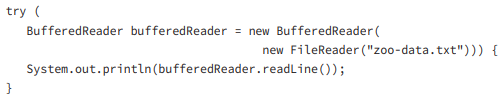 try (
   BufferedReader bufferedReader = new BufferedReader(
                                     new FileReader("zoo-data.txt"))) {
   System.out.println(bufferedReader.readLine());
}